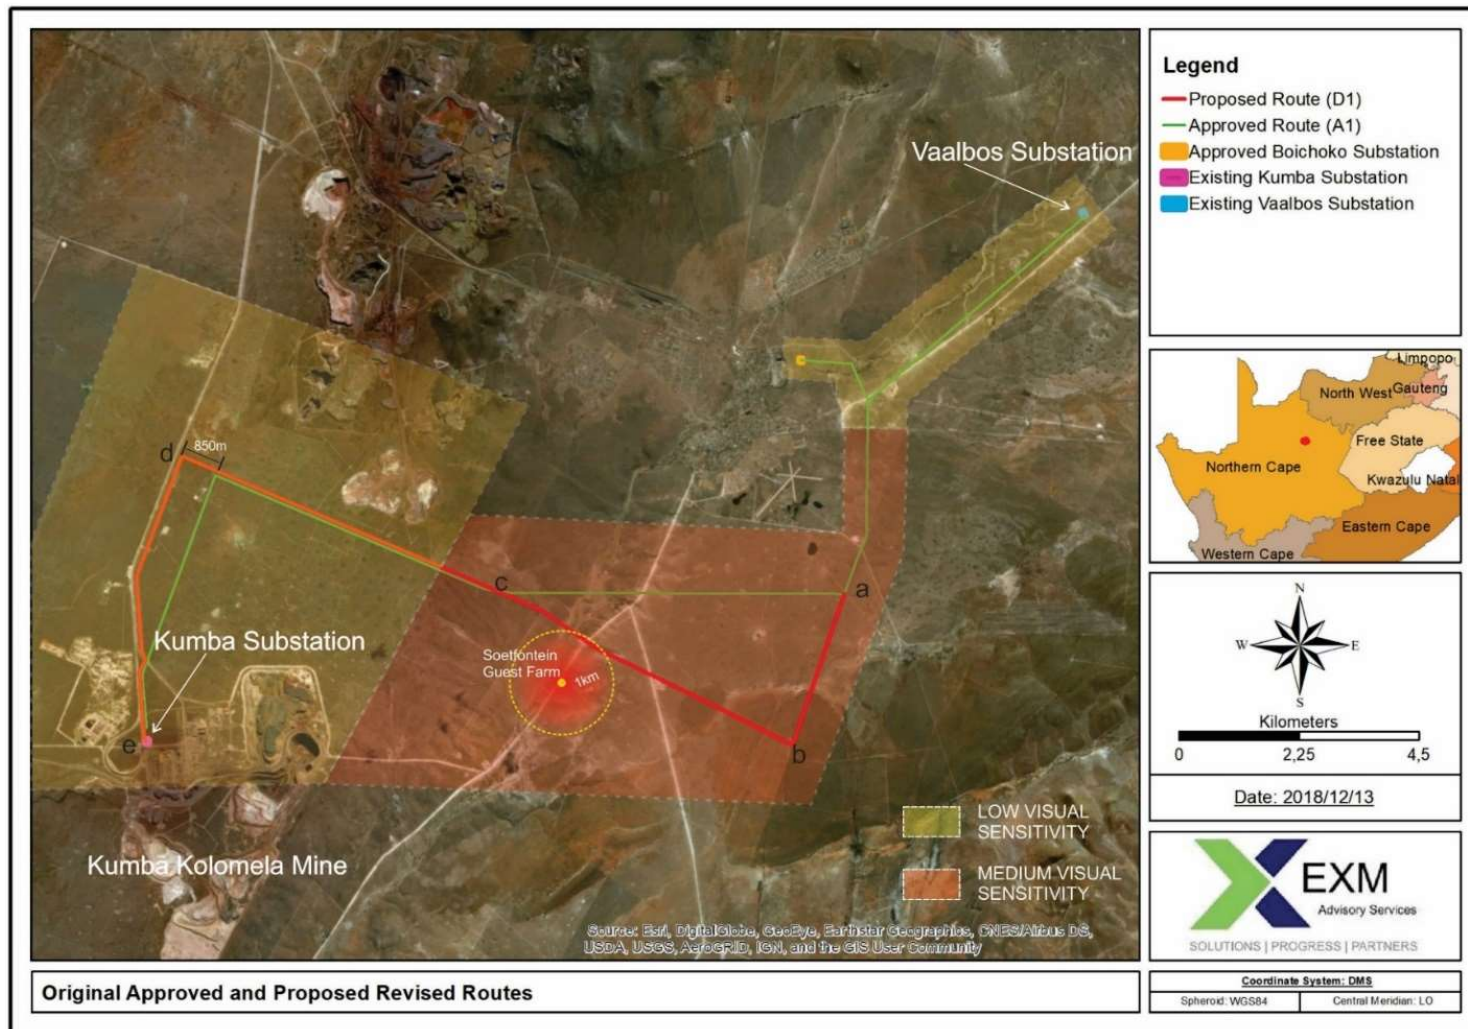 Vaalbos Substation
850m
d
c
a
Kumba Substation
Soetfontein
Guest Farm
1km
e
b
Kumba Kolomela Mine
LOW VISUAL
SENSITIVITY
MEDIUM VISUAL
SENSITIVITY
Source: Esri, DigitalGlobe, GeoEye, Earthstar Geographics, CNES/Airbus DS,
USDA, USGS, AeroGRID, IGN, and the GIS User Community
Original Approved and Proposed Revised Routes
Legend
Proposed Route (D1)
Approved Route (A1)
Approved Boichoko Substation
Existing Kumba Substation
Existing Vaalbos Substation
Limpopo
North West
Gauteng
Free State
Northern Cape
Kwazulu Natal
Eastern Cape
Western Cape
N
W E
S
Kilometers
0 2,25 4,5
Date: 2018/12/13
EXM
Advisory Services
SOLUTIONS | PROGRESS | PARTNERS
Coordinate System: DMS
Spheroid: WGS84 Central Meridian: LO